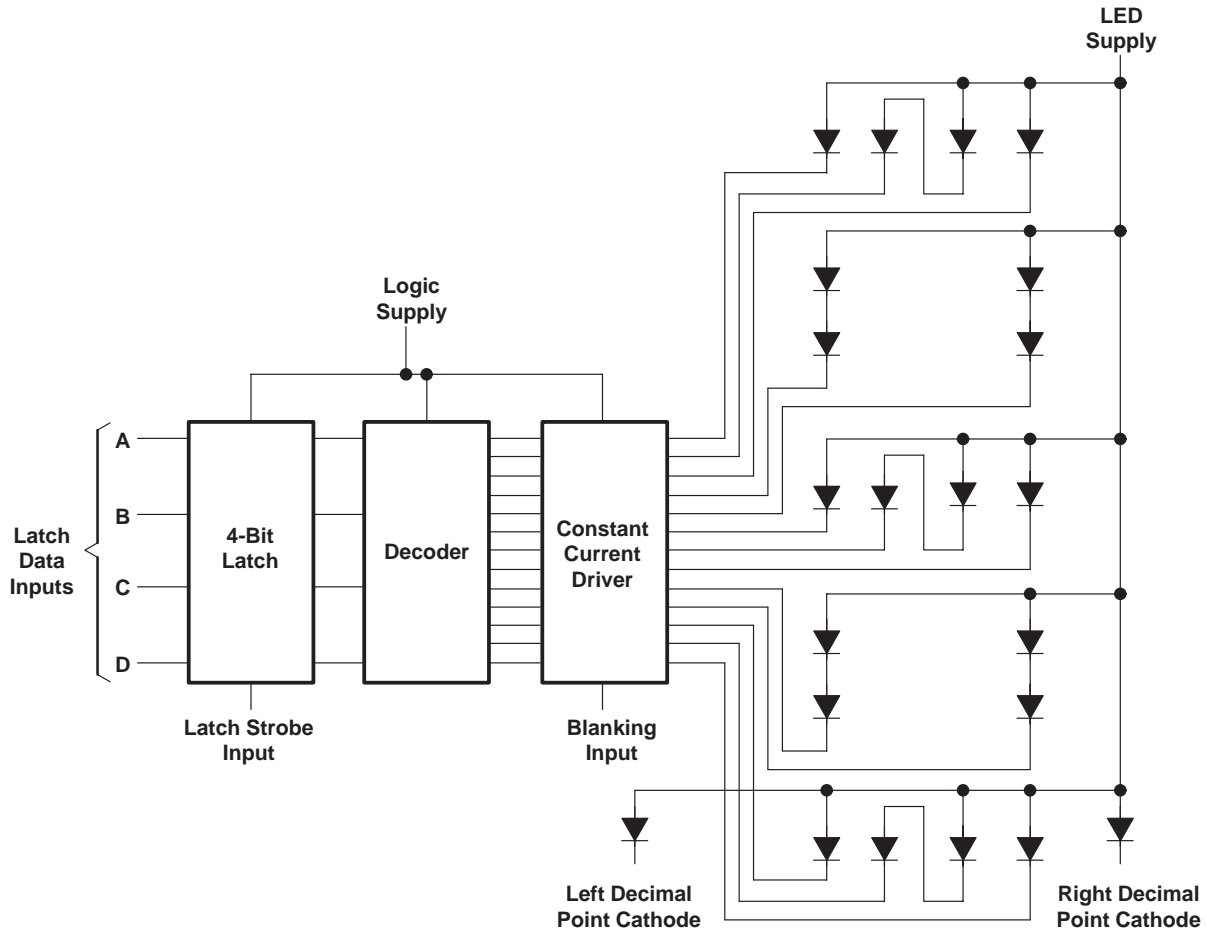 LED
Supply
Logic
Supply
A
B
C
D
Latch
Data
Inputs
4-Bit
Latch
Decoder
Constant
Current
Driver
Latch Strobe
Input
Blanking
Input
Left Decimal
Point Cathode
Right Decimal
Point Cathode